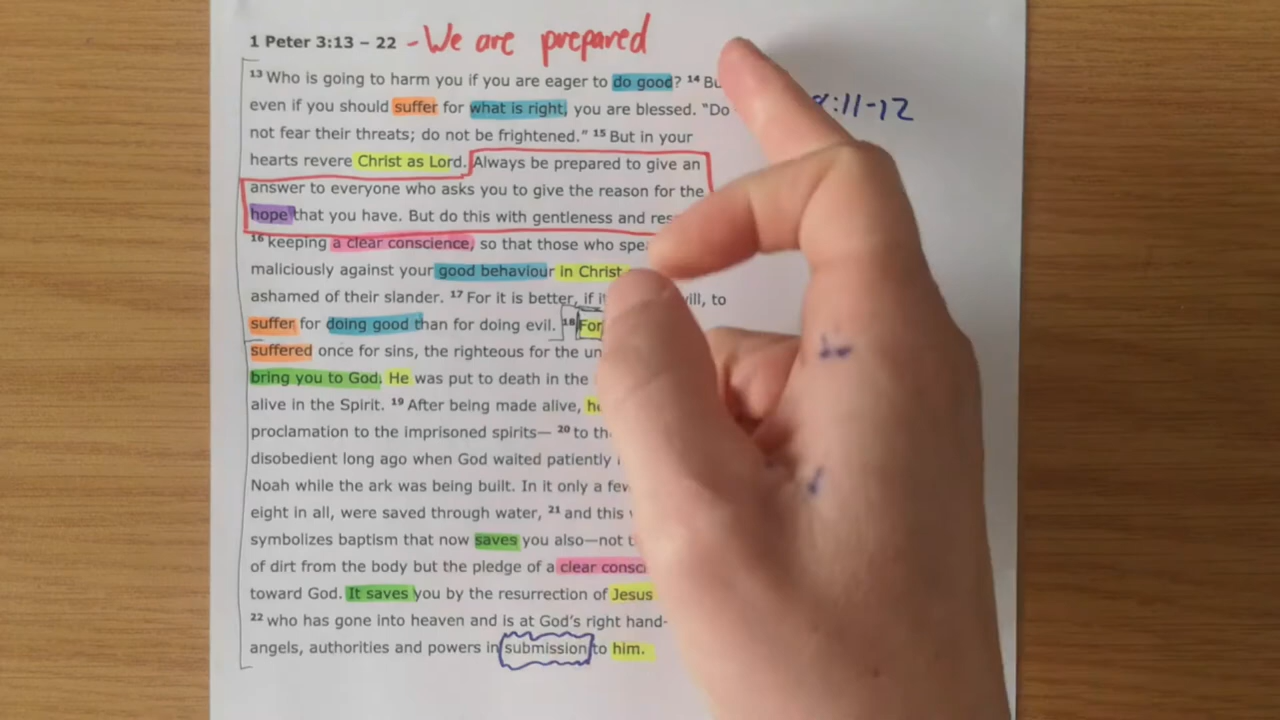 1 Peter 3:13 – 22 - We are prepared
13 Who is going to harm you if you are eager to do good? 14
even if you should suffer for what is right, you are blessed. “Do
:11-12
not fear their threats; do not be frightened.” 15 But in your
hearts revere Christ as Lord. Always be prepared to give an
answer to everyone who asks you to give the reason for the
hope that you have. But do this with gentleness and
16 keeping a clear conscience, so that those who
maliciously against your good behaviour in Christ
ashamed of their slander. 17 For it is better, if to
suffer for doing good than for doing evil. 18 For
suffered once for sins, the righteous for the
bring you to God. He was put to death in the
alive in the Spirit. 19 After being made alive,
proclamation to the imprisoned spirits— 20 to
disobedient long ago when God waited patiently
Noah while the ark was being built. In it only a few
eight in all, were saved through water, 21 and this
symbolizes baptism that now saves you also—not
of dirt from the body but the pledge of a clear
toward God. It saves you by the resurrection of Jesus
22 who has gone into heaven and is at God’s right hand-
angels, authorities and powers in submission to him.